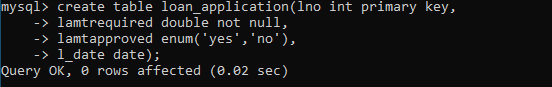 mysql> create table loan_application(lno int primary key,
    -> lamtrequired double not null,
    -> lamtapproved enum('yes','no'),
    -> l_date date);
Query OK, 0 rows affected (0.02 sec)